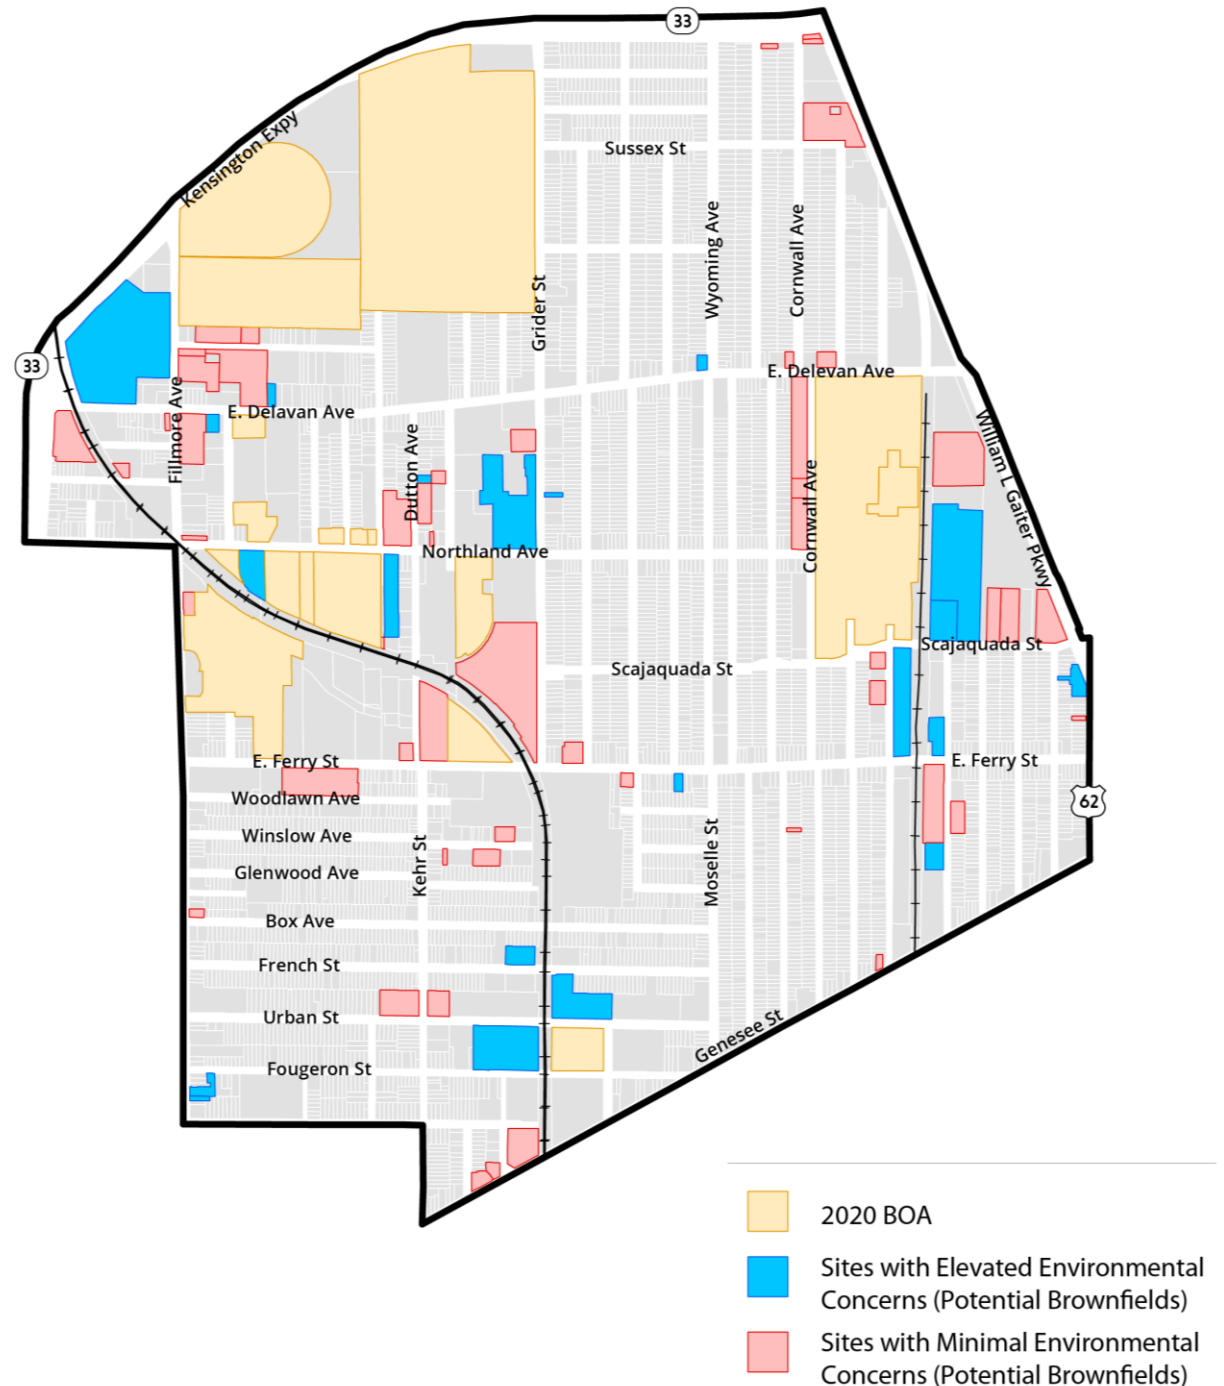 33
Kensington Expy
Sussex St
Wyoming Ave
Cornwall Ave
Grider St
33
E. Delevan Ave
Fillmore Ave
E. Delavan Ave
Dutton Ave
William L Gaiter Pkwy
Cornwall Ave
Northland Ave
Scajaquada St
Scajaquada St
E. Ferry St
E. Ferry St
Woodlawn Ave
62
Winslow Ave
Kehr St
Moselle St
Glenwood Ave
Box Ave
French St
Urban St
Genesee St
Fougeron St
2020 BOA
Sites with Elevated Environmental
Concerns (Potential Brownfields)
Sites with Minimal Environmental
Concerns (Potential Brownfields)